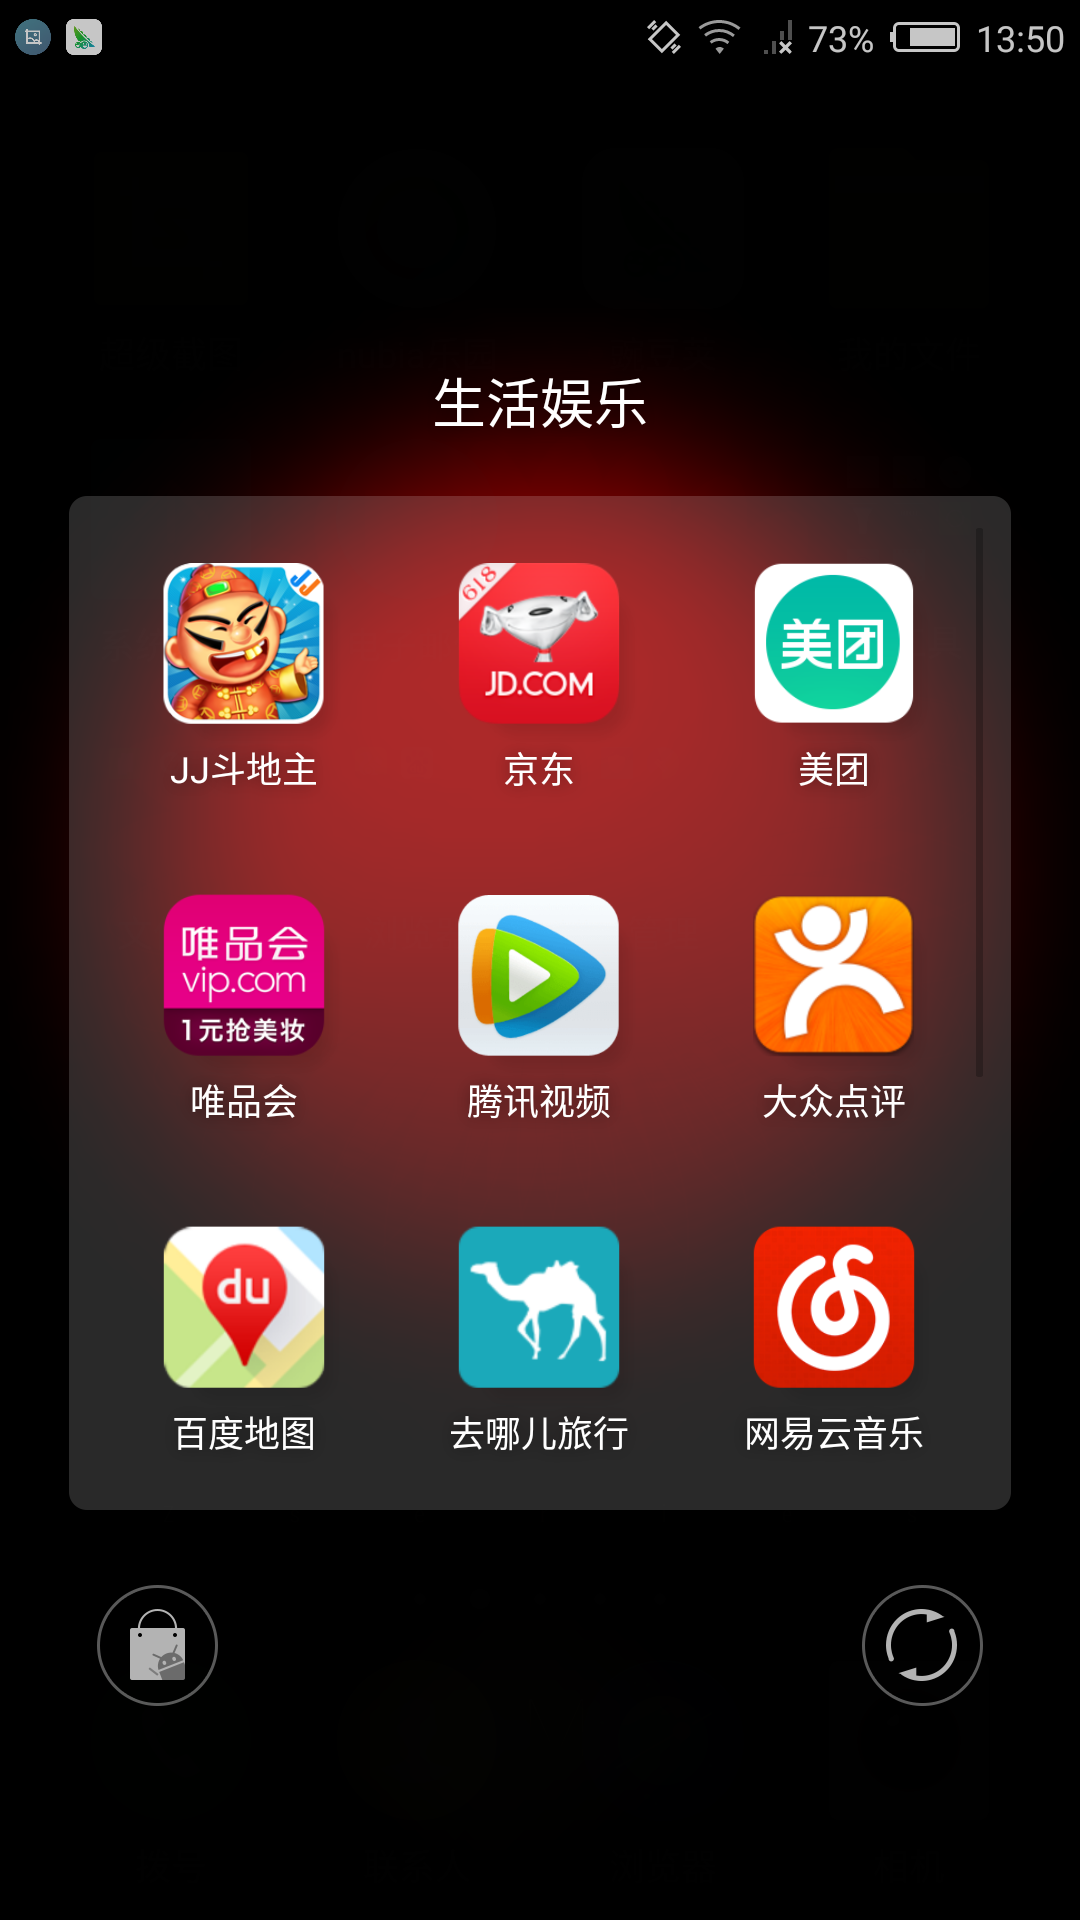 73% 13:50
生活娱乐
JJ
618
JD.COM
美团
JJ斗地主 京东 美团
唯品会
vip.com
1元抢美妆
唯品会 腾讯视频 大众点评
du
百度地图 去哪儿旅行 网易云音乐